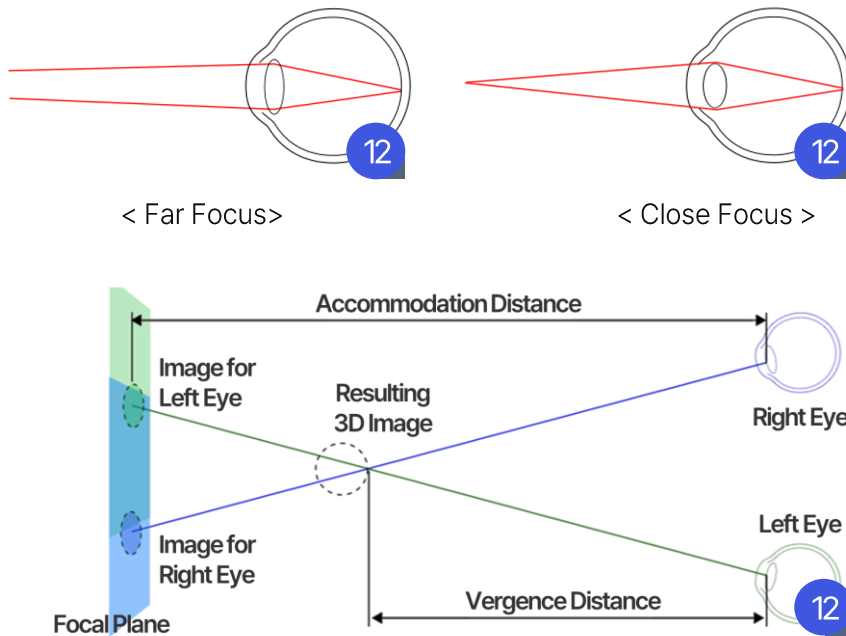 12
12
< Far Focus>
< Close Focus >
Accommodation Distance
Image for
Left Eye
Resulting
3D Image
Right Eye
Left Eye
Image for
Right Eye
Vergence Distance
12
Focal Plane